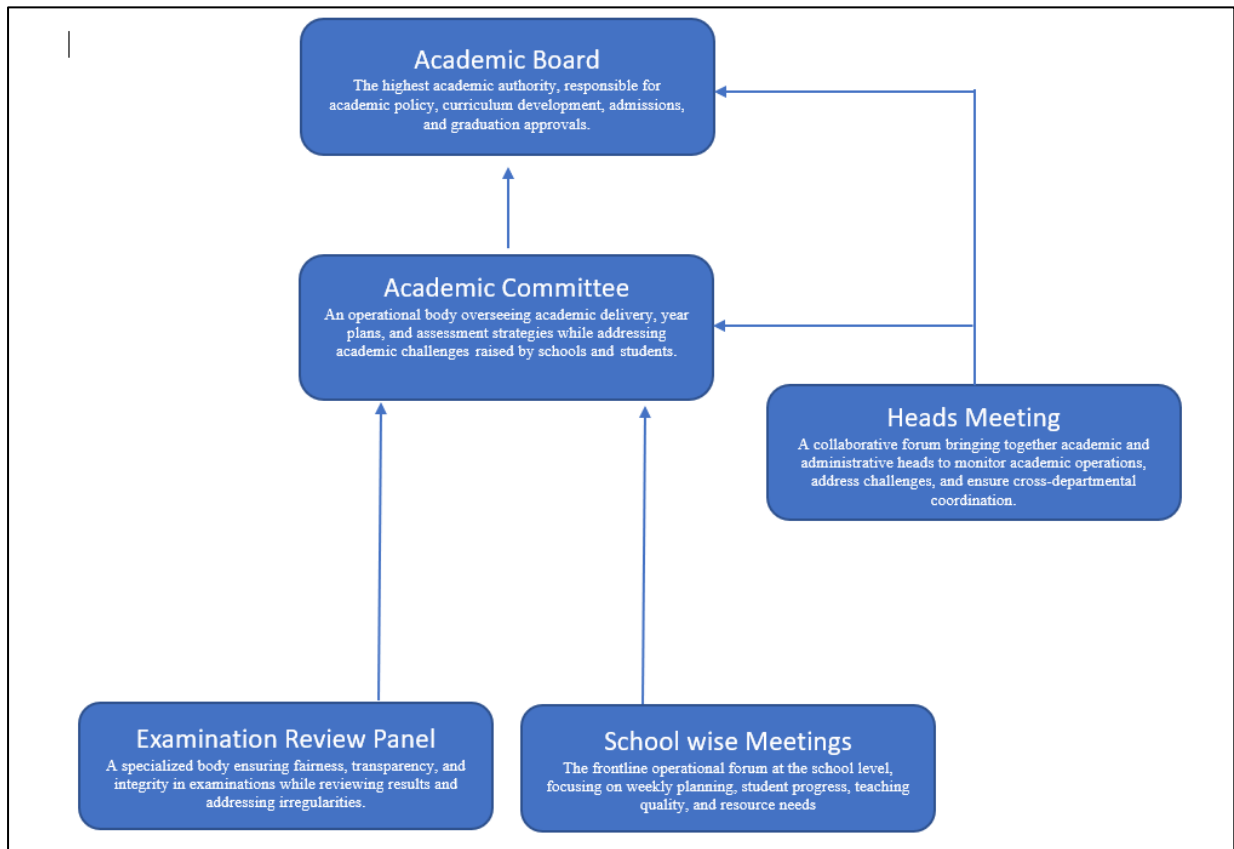 Academic Board
The highest academic authority, responsible for
academic policy, curriculum development, admissions,
and graduation approvals.
Academic Committee
An operational body overseeing academic delivery, year
plans, and assessment strategies while addressing
academic challenges raised by schools and students.
Heads Meeting
A collaborative forum bringing together academic and
administrative heads to monitor academic operations,
address challenges, and ensure cross-departmental
coordination.
Examination Review Panel
A specialized body ensuring fairness, transparency, and
integrity in examinations while reviewing results and
addressing irregularities.
School wise Meetings
The frontline operational forum at the school level,
focusing on weekly planning, student progress, teaching
quality, and resource needs